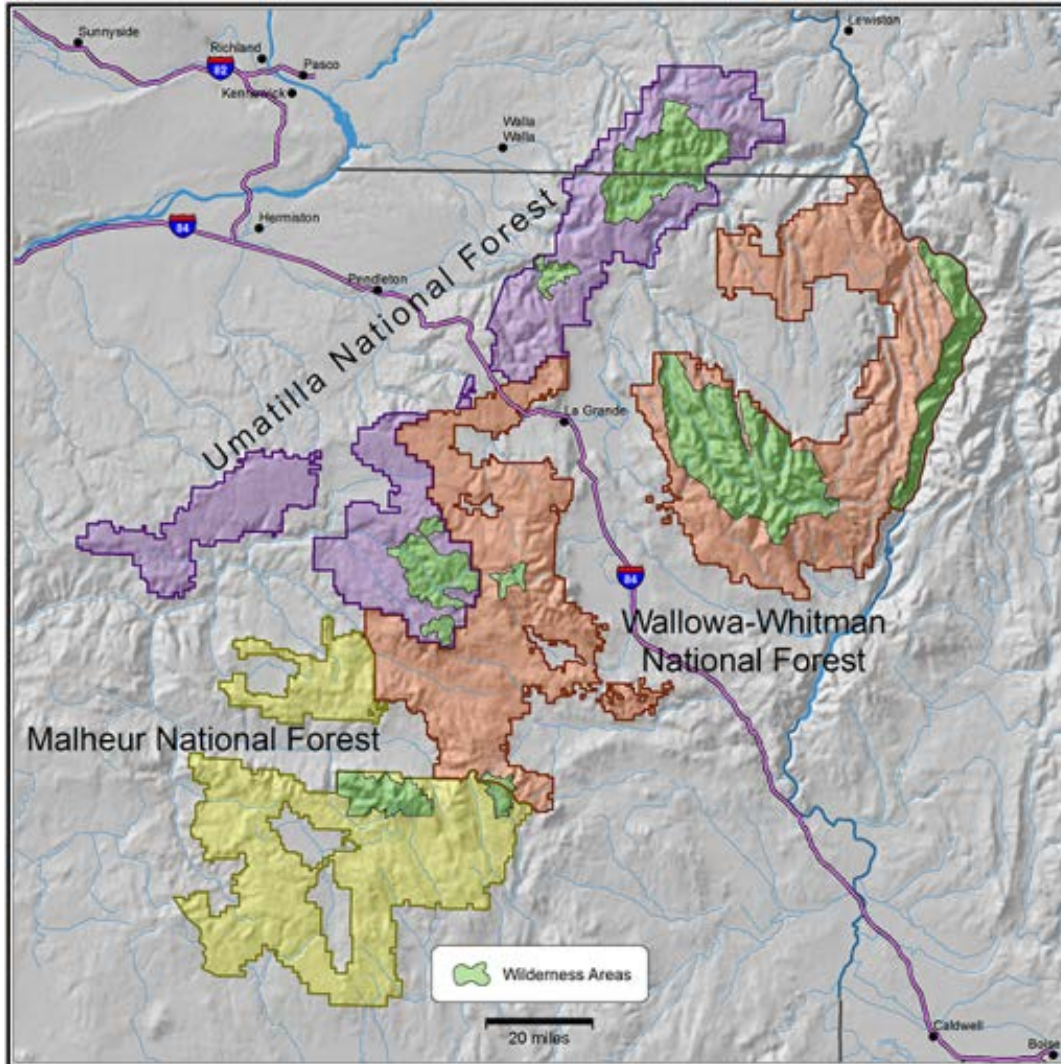 Sunnyside
Richland
82
Pasco
Kennewick
Lewiston
Walla
Walla
Hermiston
84
Pendleton
Umatilla National Forest
La Grande
84
Wallowa-Whitman
National Forest
Malheur National Forest
Wilderness Areas
20 miles
Caldwell